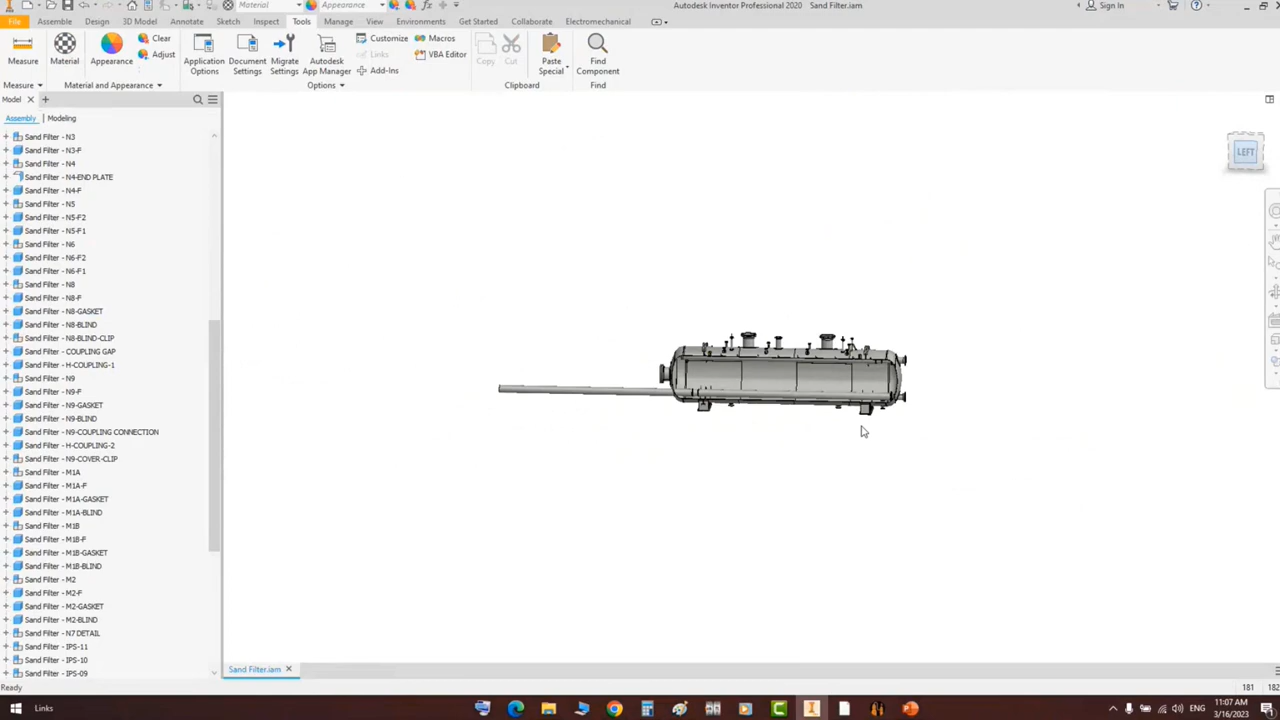 Material
Appearance
Autodesk Inventor Professional 2020 Sand Filter.iam
Sign In
File Assemble Design 3D Model Annotate Sketch Inspect Tools Manage View Environments Get Started Collaborate Electromechanical
Measure
Material
Appearance
Clear
Adjust
Application Options
Document Settings
Migrate Settings
Autodesk App Manager
Customize
Links
Add-Ins
Macros
VBA Editor
Copy
Cut
Paste Special
Find Component
Measure
Material and Appearance
Options
Clipboard
Find
Model
Assembly Modeling
LEFT
Sand Filter - N3
Sand Filter - N3-F
Sand Filter - N4
Sand Filter - N4-END PLATE
Sand Filter - N4-F
Sand Filter - N5
Sand Filter - N5-F2
Sand Filter - N5-F1
Sand Filter - N6
Sand Filter - N6-F2
Sand Filter - N6-F1
Sand Filter - N8
Sand Filter - N8-F
Sand Filter - N8-GASKET
Sand Filter - N8-BLIND
Sand Filter - N8-BLIND-CLIP
Sand Filter - COUPLING GAP
Sand Filter - H-COUPLING-1
Sand Filter - N9
Sand Filter - N9-F
Sand Filter - N9-GASKET
Sand Filter - N9-BLIND
Sand Filter - N9-COUPLING CONNECTION
Sand Filter - H-COUPLING-2
Sand Filter - N9-COVER-CLIP
Sand Filter - M1A
Sand Filter - M1A-F
Sand Filter - M1A-GASKET
Sand Filter - M1A-BLIND
Sand Filter - M1B
Sand Filter - M1B-F
Sand Filter - M1B-GASKET
Sand Filter - M1B-BLIND
Sand Filter - M2
Sand Filter - M2-F
Sand Filter - M2-GASKET
Sand Filter - M2-BLIND
Sand Filter - N7 DETAIL
Sand Filter - IPS-11
Sand Filter - IPS-10
Sand Filter - IPS-09
Sand Filter.iam
Ready
181 182
Links
ENG
11:07 AM
3/16/2023